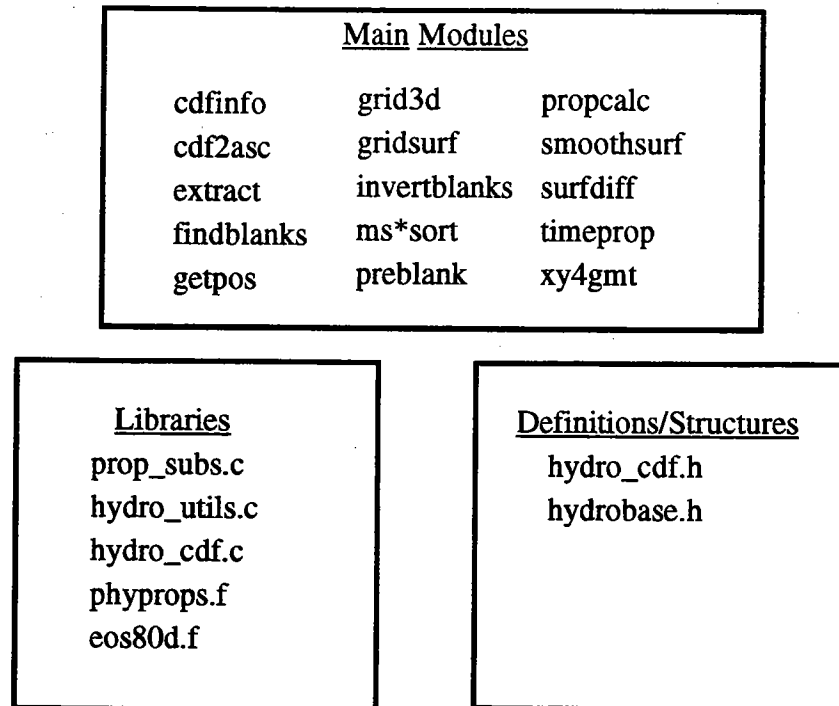 Main Modules
cdfinfo grid3d propcalc
cdf2asc gridsurf smoothsurf
extract invertblanks surfdiff
findblanks ms*sort timeprop
getpos preblank xy4gmt
Libraries
prop_subs.c
hydro_utils.c
hydro_cdf.c
phyprops.f
eos80d.f
Definitions/Structures
hydro_cdf.h
hydrobase.h